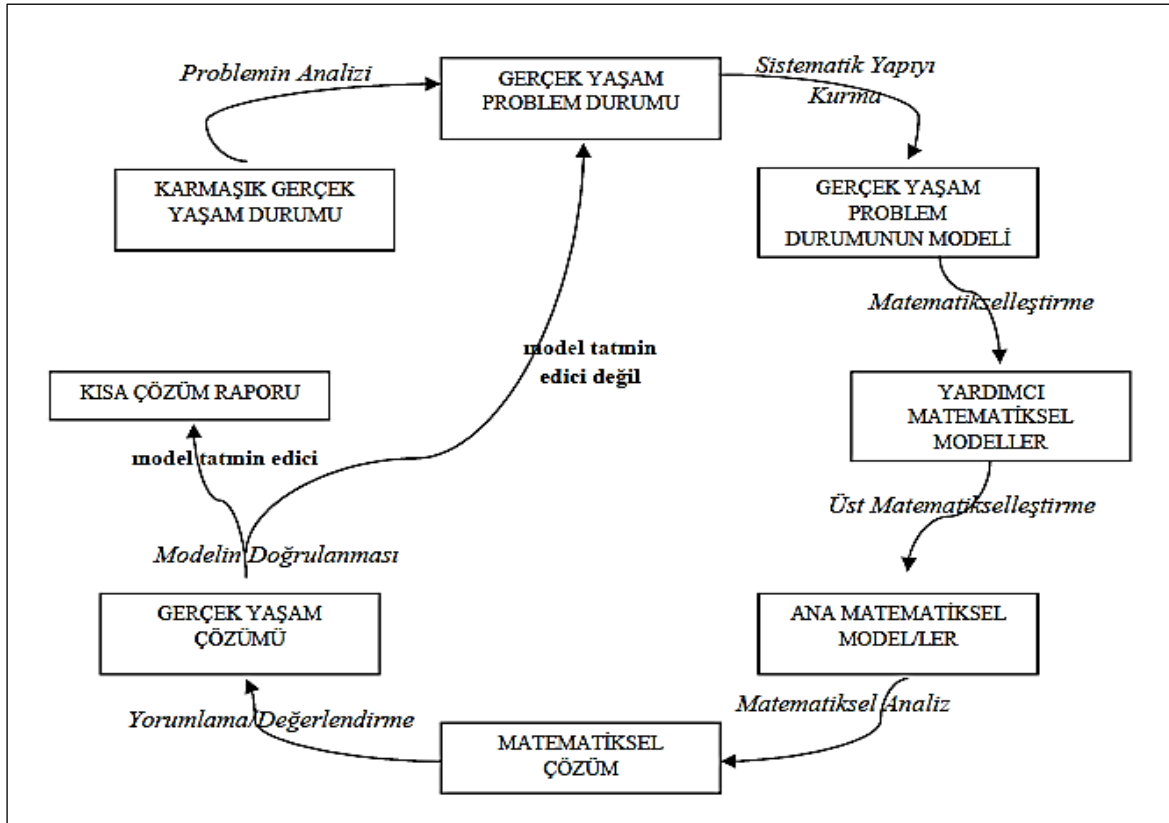 Problemin Analizi
GERÇEK YAŞAM
PROBLEM DURUMU
Sistematik Yapıyı
Kurma
KARMAŞIK GERÇEK
YAŞAM DURUMU
GERÇEK YAŞAM
PROBLEM
DURUMUNUN MODELİ
Matematikselleştirme
model tatmin
edici değil
KISA ÇÖZÜM RAPORU
YARDIMCI
MATEMATİKSEL
MODELLER
model tatmin edici
Üst Matematikselleştirme
Modelin Doğrulanması
GERÇEK YAŞAM
ÇÖZÜMÜ
ANA MATEMATİKSEL
MODEL/LER
Matematiksel Analiz
Yorumlama/Değerlendirme
MATEMATİKSEL
ÇÖZÜM